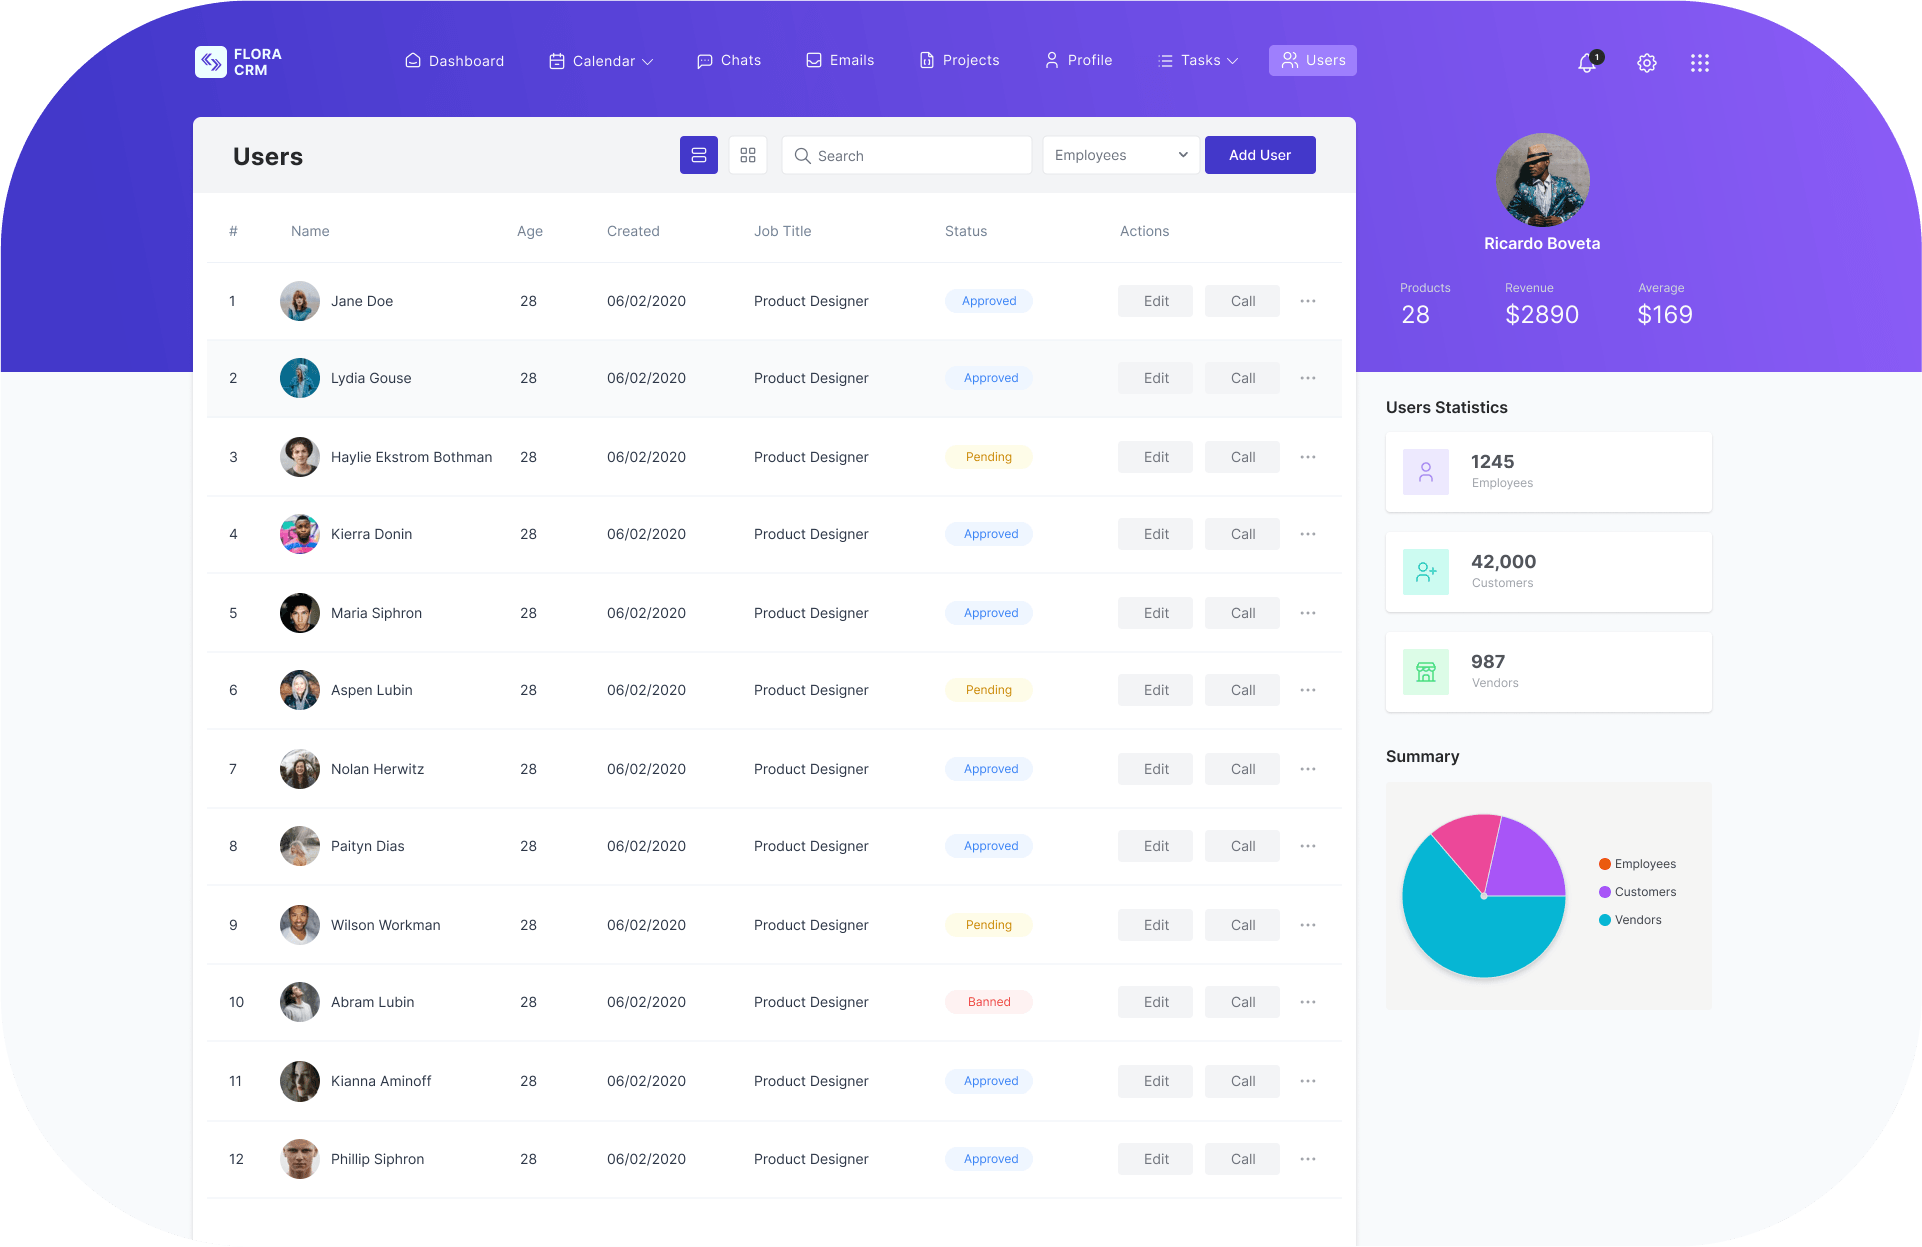 FLORA
CRM
Dashboard
Calendar
Chats
Emails
Projects
Profile
Tasks
Users
1
Users
Search
Employees
Add User
# Name Age Created Job Title Status Actions
1 Jane Doe 28 06/02/2020 Product Designer Approved Edit Call
2 Lydia Gouse 28 06/02/2020 Product Designer Approved Edit Call
3 Haylie Ekstrom Bothman 28 06/02/2020 Product Designer Pending Edit Call
4 Kierra Donin 28 06/02/2020 Product Designer Approved Edit Call
5 Maria Siphron 28 06/02/2020 Product Designer Approved Edit Call
6 Aspen Lubin 28 06/02/2020 Product Designer Pending Edit Call
7 Nolan Herwitz 28 06/02/2020 Product Designer Approved Edit Call
8 Paityn Dias 28 06/02/2020 Product Designer Approved Edit Call
9 Wilson Workman 28 06/02/2020 Product Designer Pending Edit Call
10 Abram Lubin 28 06/02/2020 Product Designer Banned Edit Call
11 Kianna Aminoff 28 06/02/2020 Product Designer Approved Edit Call
12 Phillip Siphron 28 06/02/2020 Product Designer Approved Edit Call
Ricardo Boveta
Products Revenue Average
28 $2890 $169
Users Statistics
1245
Employees
42,000
Customers
987
Vendors
Summary
Employees
Customers
Vendors